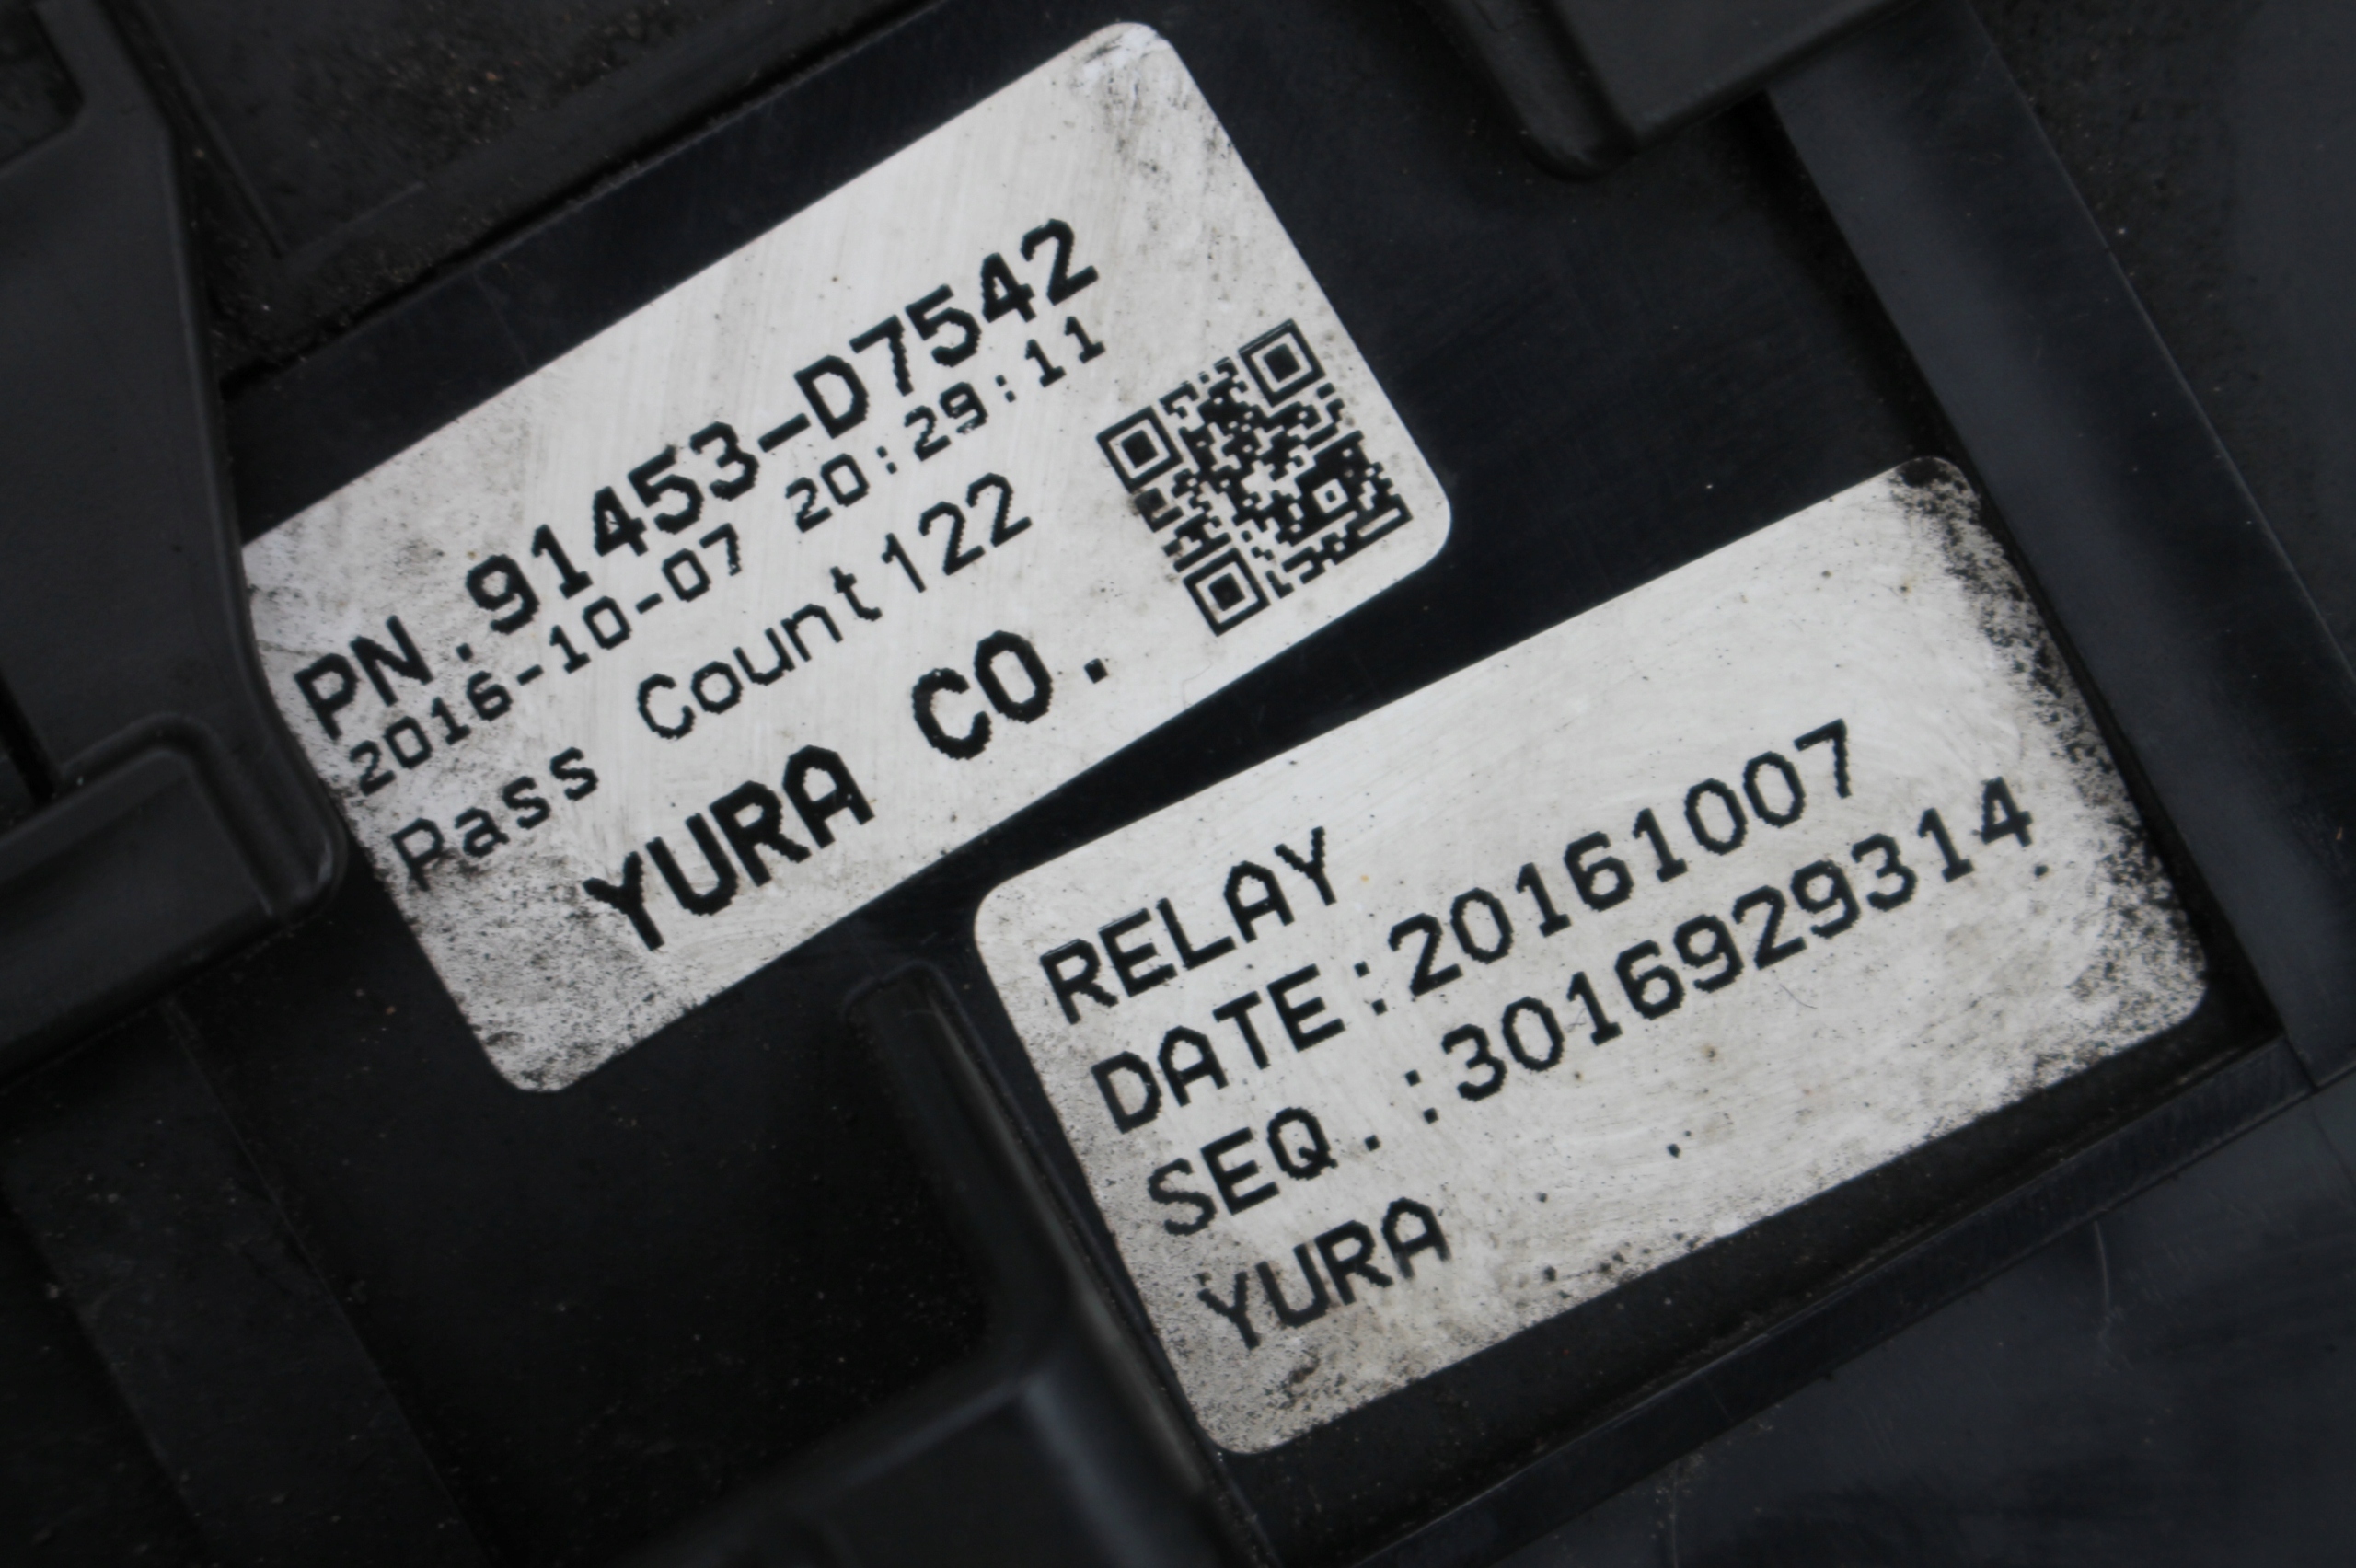 PN.91453-D7542
2016-10-07 20:29:11
Pass Count122
YURA CO.
RELAY
DATE:20161007
SEQ.:3016929314
YURA